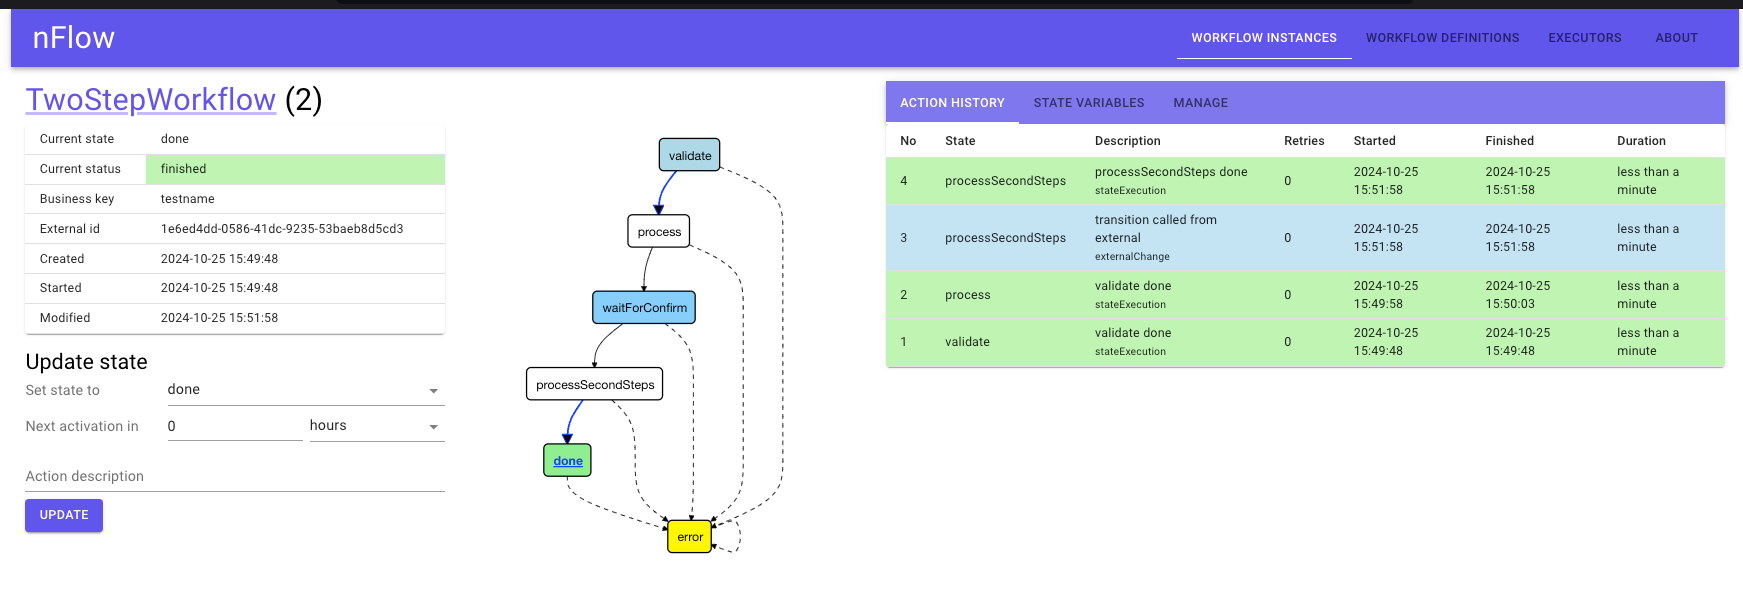 nFlow
WORKFLOW INSTANCES
WORKFLOW DEFINITIONS
EXECUTORS
ABOUT
TwoStepWorkflow (2)
Current state done
Current status finished
Business key testname
External id 1e6ed4dd-0586-41dc-9235-53baeb8d5cd3
Created 2024-10-25 15:49:48
Started 2024-10-25 15:49:48
Modified 2024-10-25 15:51:58
Update state
Set state to done
Next activation in 0 hours
Action description
UPDATE
validate
process
waitForConfirm
processSecondSteps
done
error
ACTION HISTORY
STATE VARIABLES
MANAGE
No State Description Retries Started Finished Duration
4 processSecondSteps processSecondSteps done 0 2024-10-25 2024-10-25 less than a
stateExecution 15:51:58 15:51:58 minute
3 processSecondSteps transition called from 0 2024-10-25 2024-10-25 less than a
external 15:51:58 15:51:58 minute
externalChange
2 process validate done 0 2024-10-25 2024-10-25 less than a
stateExecution 15:49:58 15:50:03 minute
1 validate validate done 0 2024-10-25 2024-10-25 less than a
stateExecution 15:49:48 15:49:48 minute